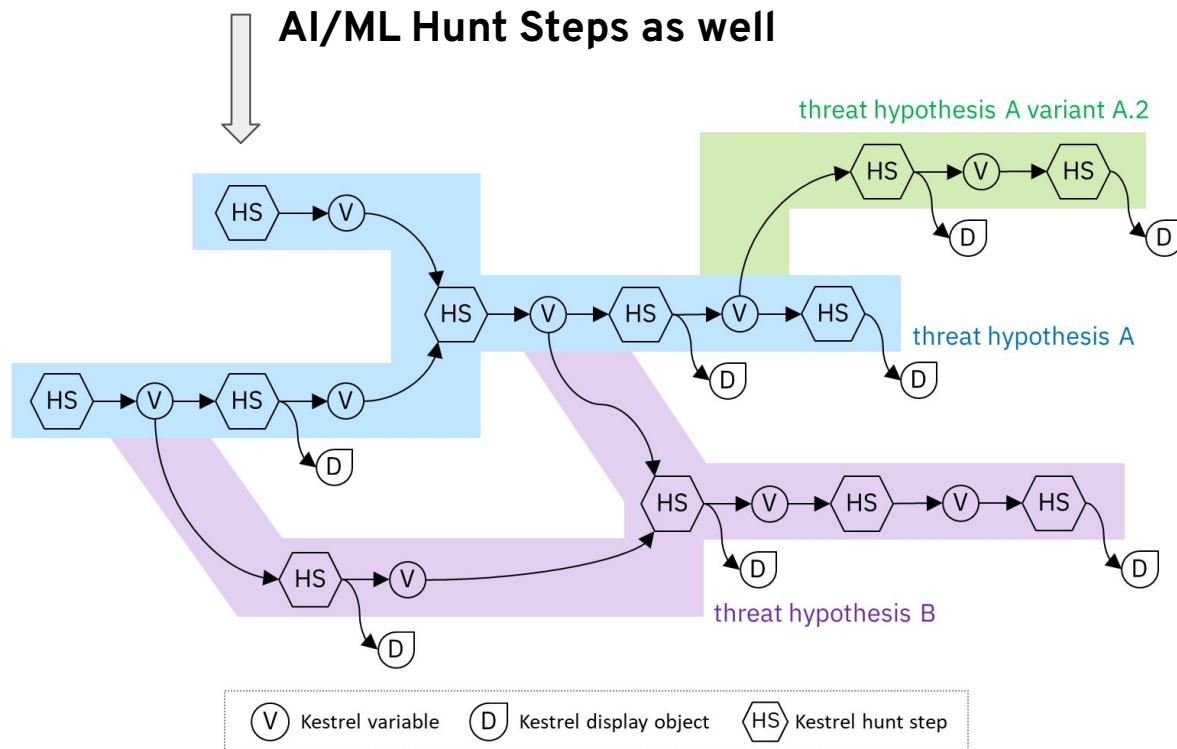 AI/ML Hunt Steps as well
threat hypothesis A variant A.2
HS V HS
HS V
D D
HS V HS V HS
threat hypothesis A
D D
HS V HS V
D
HS V HS V HS
D D
HS V
threat hypothesis B
D
V Kestrel variable D Kestrel display object HS Kestrel hunt step